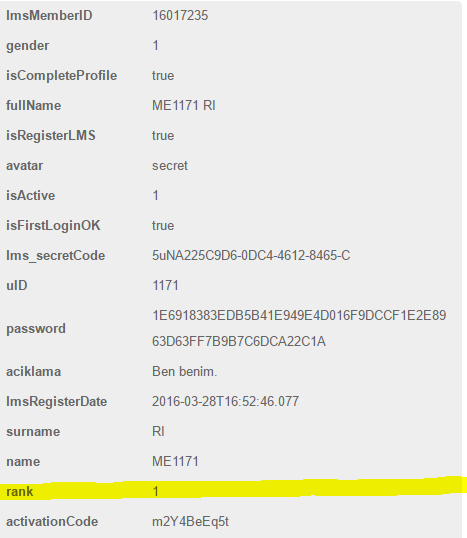 lmsMemberID 16017235
gender 1
isCompleteProfile true
fullName ME1171 RI
isRegisterLMS true
avatar secret
isActive 1
isFirstLoginOK true
lms_secretCode 5uNA225C9D6-0DC4-4612-8465-C
uID 1171
password 1E6918383EDB5B41E949E4D016F9DCCF1E2E89
63D63FF7B9B7C6DCA22C1A
aciklama Ben benim.
lmsRegisterDate 2016-03-28T16:52:46.077
surname RI
name ME1171
rank 1
activationCode m2Y4BeEq5t